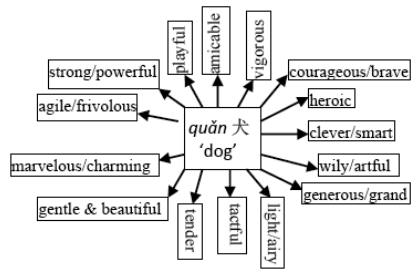 playful
amicable
vigorous
strong/powerful
courageous/brave
agile/frivolous
heroic
quǎn 犬
'dog'
clever/smart
marvelous/charming
wily/artful
generous/grand
gentle & beautiful
tender
tactful
light/airy